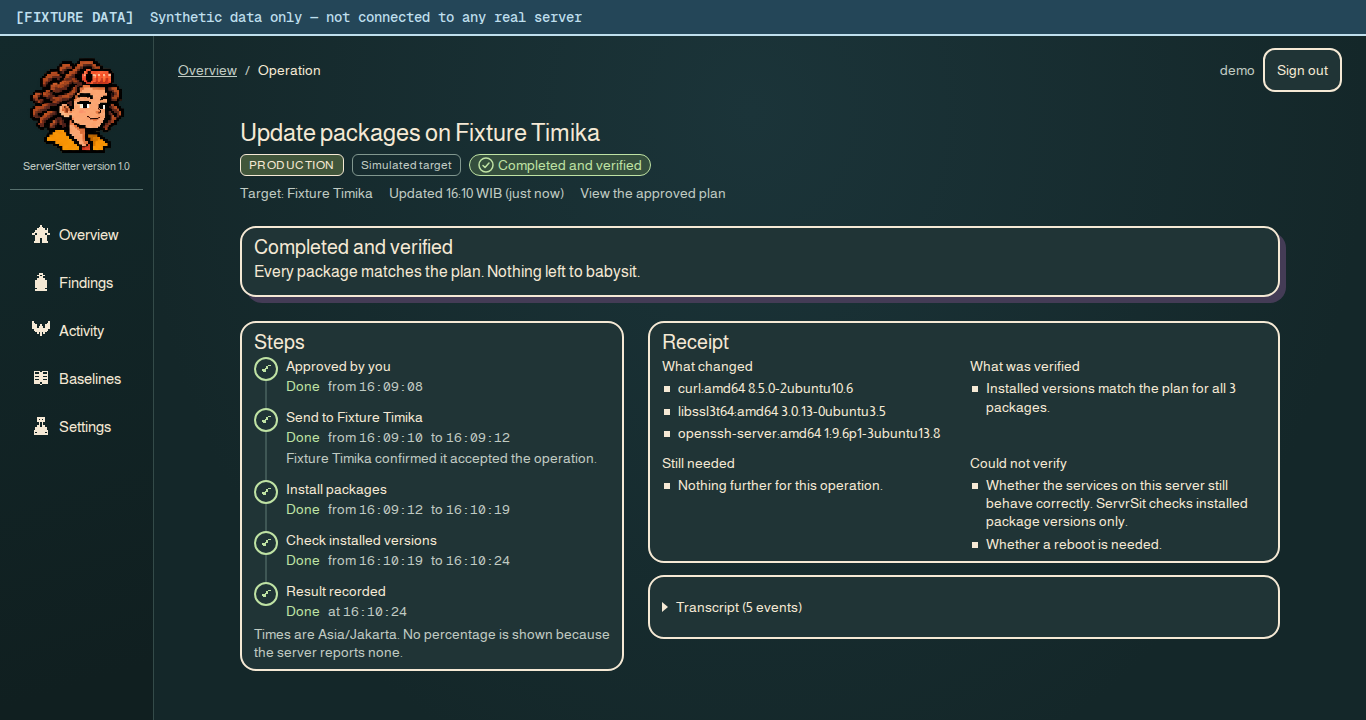 [FIXTURE DATA] Synthetic data only — not connected to any real server
ServerSitter version 1.0
Overview
Findings
Activity
Baselines
Settings
Overview / Operation
demo
Sign out
Update packages on Fixture Timika
PRODUCTION
Simulated target
Completed and verified
Target: Fixture Timika
Updated 16:10 WIB (just now)
View the approved plan
Completed and verified
Every package matches the plan. Nothing left to babysit.
Steps
Approved by you
Done from 16:09:08
Send to Fixture Timika
Done from 16:09:10 to 16:09:12
Fixture Timika confirmed it accepted the operation.
Install packages
Done from 16:09:12 to 16:10:19
Check installed versions
Done from 16:10:19 to 16:10:24
Result recorded
Done at 16:10:24
Times are Asia/Jakarta. No percentage is shown because
the server reports none.
Receipt
What changed
curl:amd64 8.5.0-2ubuntu10.6
libssl3t64:amd64 3.0.13-0ubuntu3.5
openssh-server:amd64 1:9.6p1-3ubuntu13.8
What was verified
Installed versions match the plan for all 3
packages.
Still needed
Nothing further for this operation.
Could not verify
Whether the services on this server still
behave correctly. ServrSit checks installed
package versions only.
Whether a reboot is needed.
Transcript (5 events)